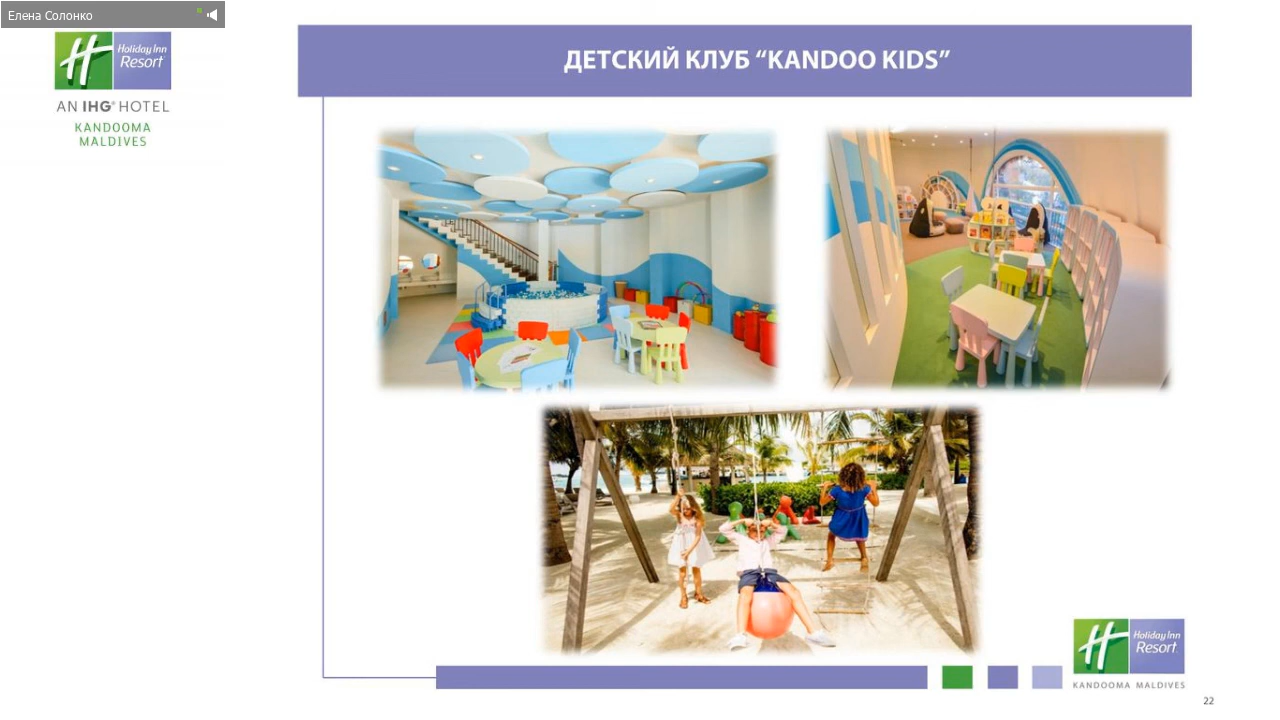 Елена Солонко
Holiday Inn
Resort
AN IHG® HOTEL
KANDOOMA
MALDIVES
ДЕТСКИЙ КЛУБ “KANDOO KIDS”
Holiday Inn
Resort
KANDOOMA MALDIVES
22